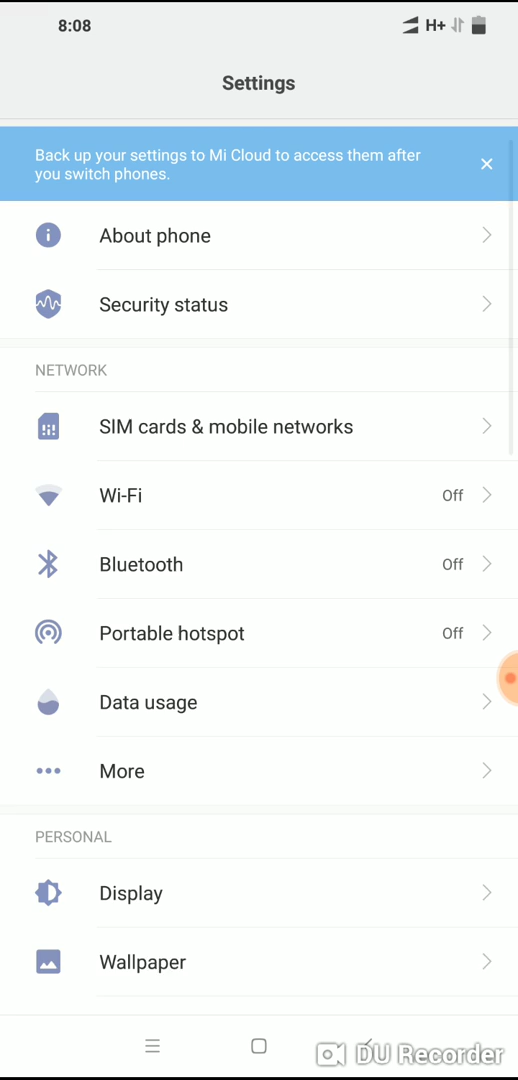 8:08
H+
Settings
Back up your settings to Mi Cloud to access them after
you switch phones.
About phone
Security status
NETWORK
SIM cards & mobile networks
Wi-Fi
Off
Bluetooth
Off
Portable hotspot
Off
Data usage
More
PERSONAL
Display
Wallpaper
DU Recorder